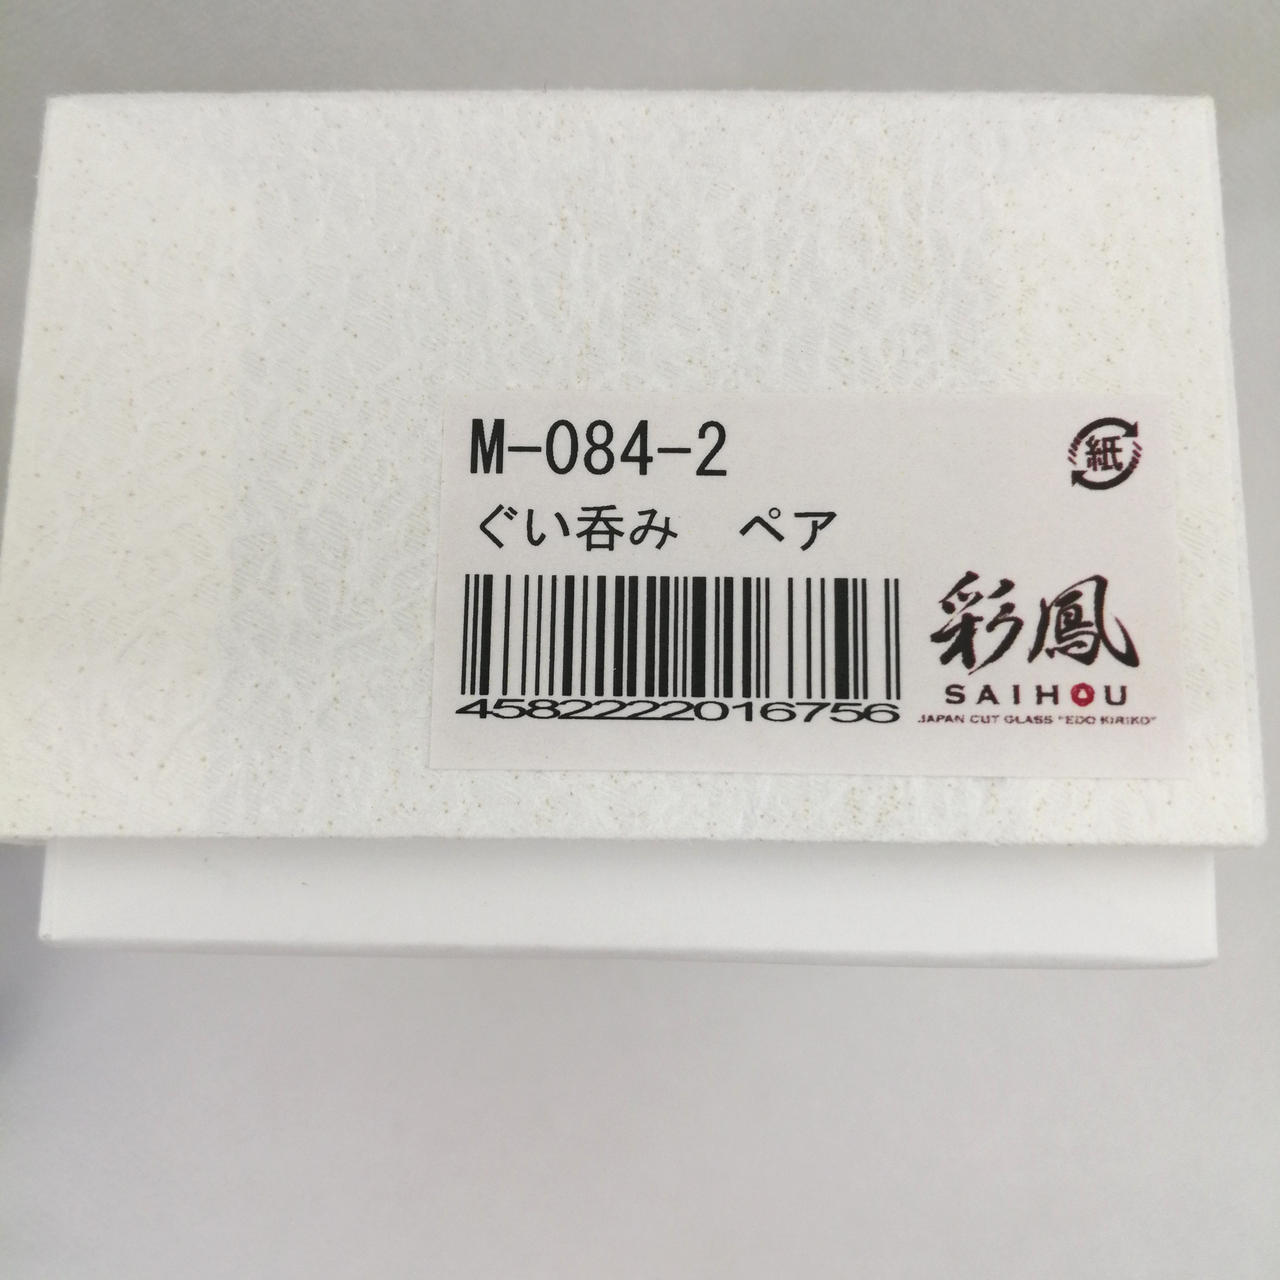 M-084-2
紙
ぐい呑み ペア
4582222016756
彩鳳
SAIHOU
JAPAN CUT GLASS "EDO KIRIKO"